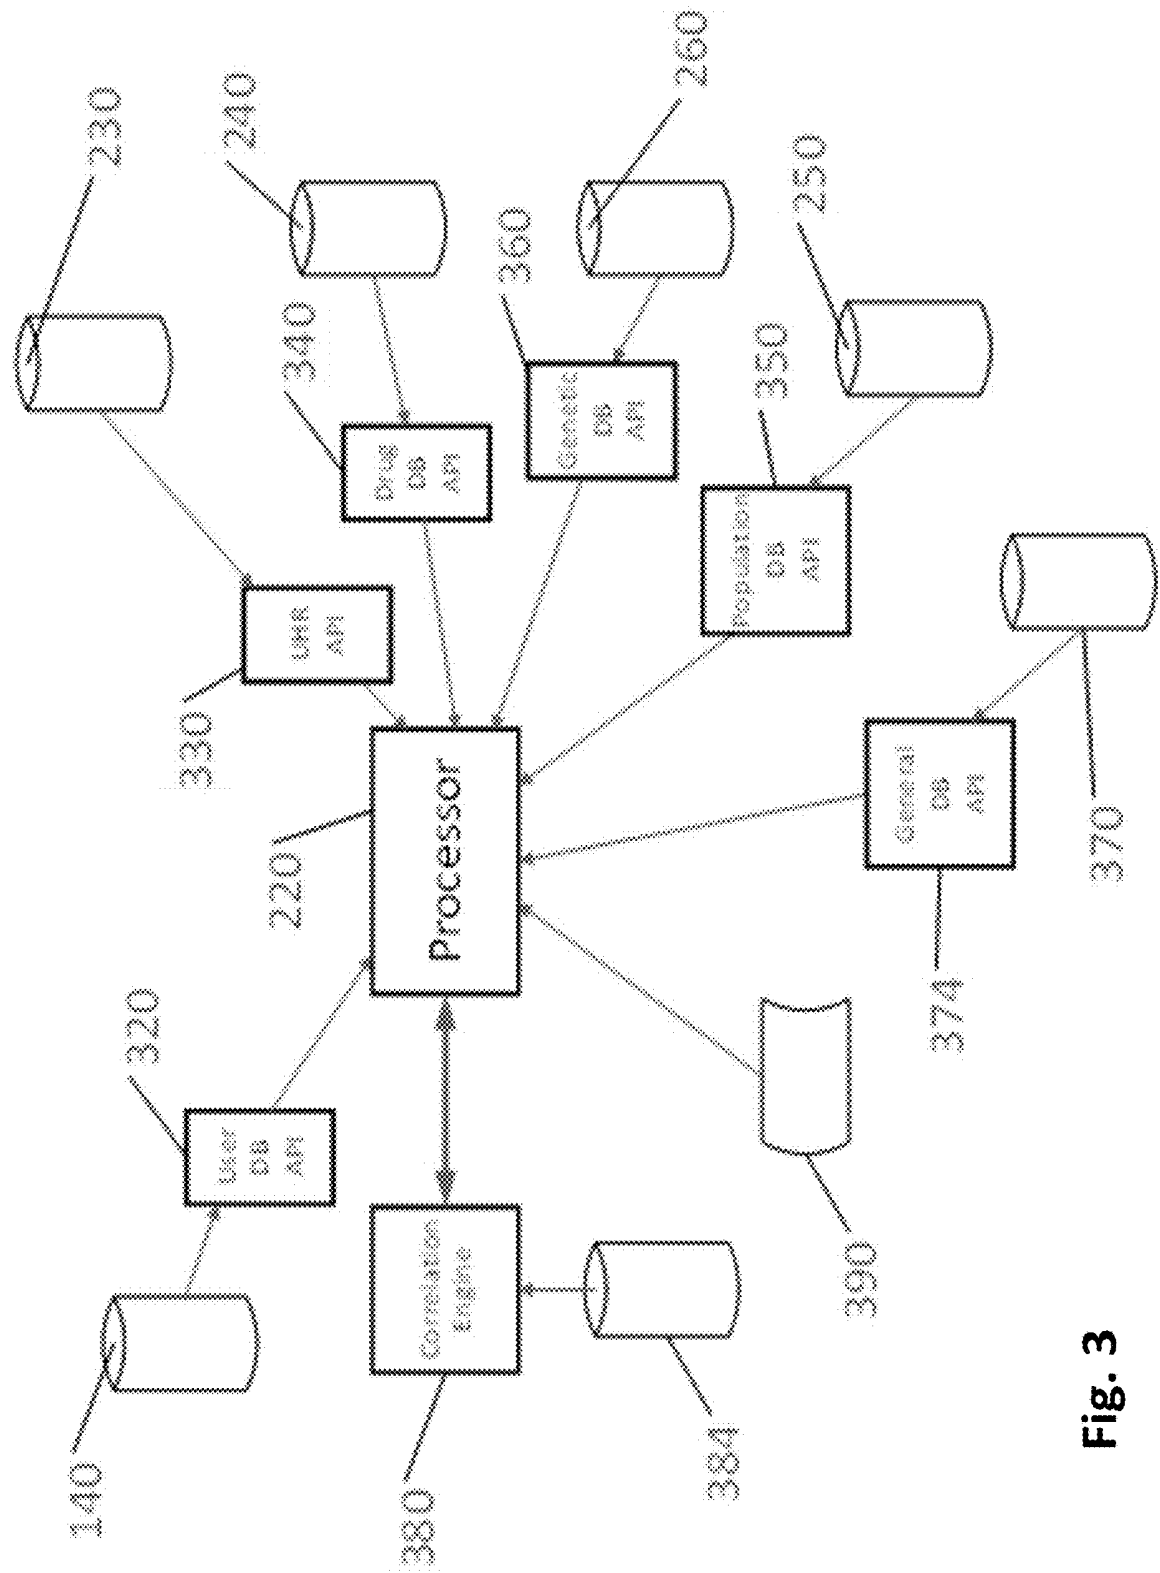 140
230
320
330
User
DB
API
240
220
UHR
API
340
Drug
DB
API
380
Correlation
Engine
Processor
360
Genetic
DB
API
260
384
Population
DB
API
350
250
390
General
DB
API
374
370
Fig. 3